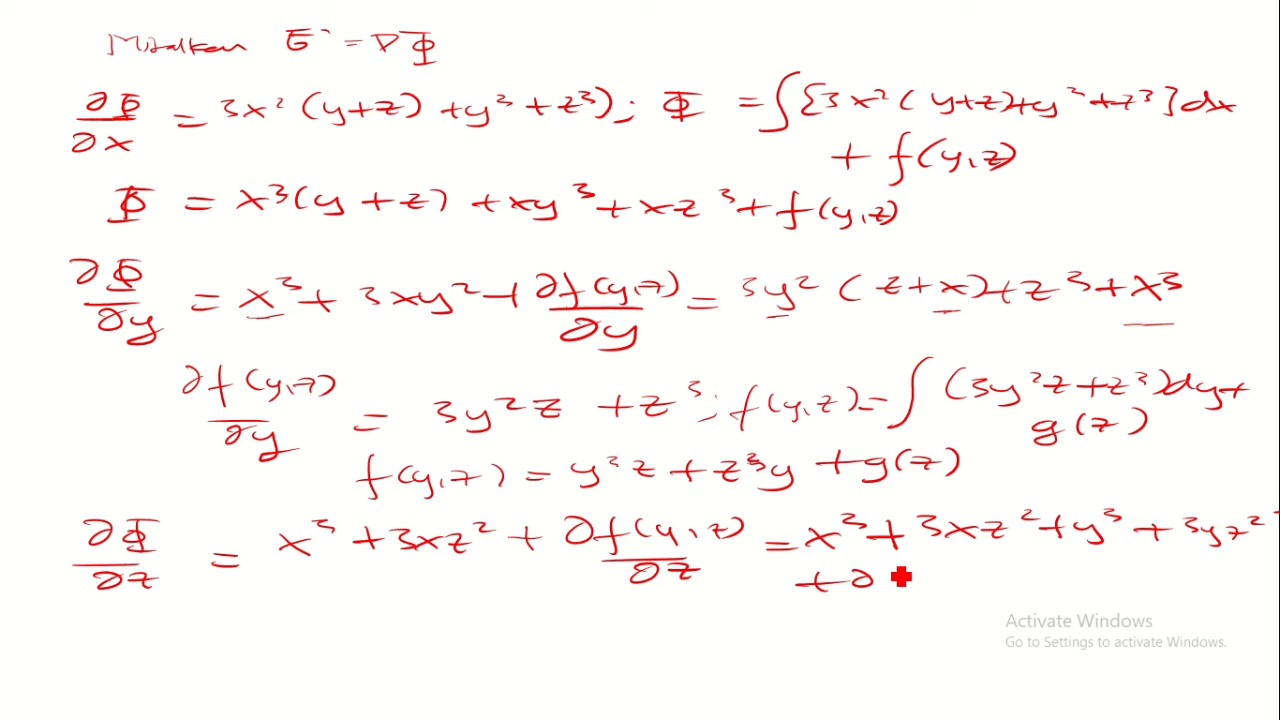 Misalkan E = ∇Φ
∂Φ/∂x = 3x² (y+z) + y³ + z³) ; Φ = ∫{3x²(y+z)+y³+z³}dx
+ f(y,z)
Φ = x³(y+z) + xy³ + xz³ + f(y,z)
∂Φ/∂y = x³ + 3xy² + ∂f(y,z)/∂y = 3y² (z+x) + z³ + x³
∂f(y,z)/∂y = 3y²z + z³ ; f(y,z) = ∫(3y²z+z³)dy +
g(z)
f(y,z) = y³z + z³y + g(z)
∂Φ/∂z = x³ + 3xz² + ∂f(y,z)/∂z = x³ + 3xz² + y³ + 3yz²
+∂
Activate Windows
Go to Settings to activate Windows.